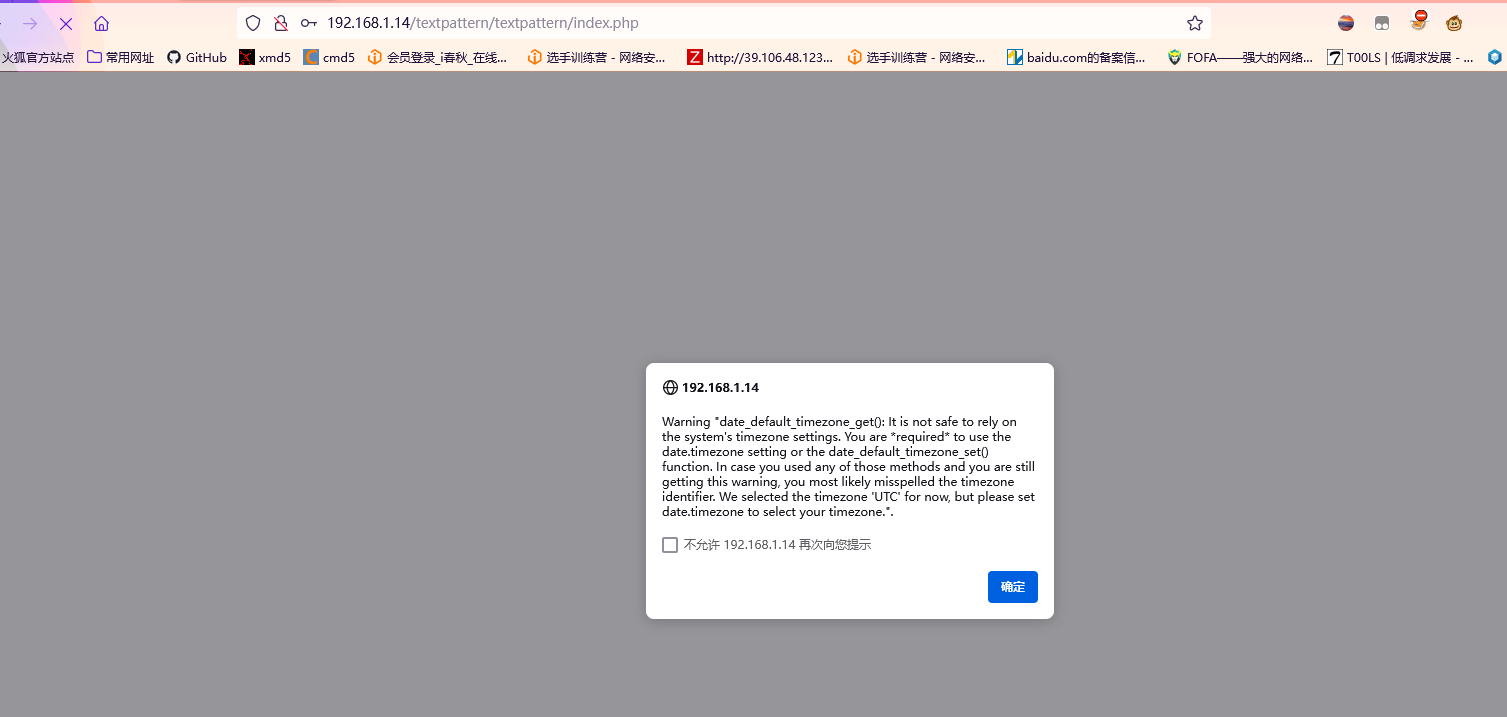 192.168.1.14/textpattern/textpattern/index.php
火狐官方站点 常用网址 GitHub xmd5 cmd5 会员登录_i春秋_在线... 选手训练营 - 网络安... http://39.106.48.123... 选手训练营 - 网络安... baidu.com的备案信... FOFA——强大的网络... T00LS | 低调求发展 - ...
192.168.1.14
Warning "date_default_timezone_get(): It is not safe to rely on
the system's timezone settings. You are *required* to use the
date.timezone setting or the date_default_timezone_set()
function. In case you used any of those methods and you are still
getting this warning, you most likely misspelled the timezone
identifier. We selected the timezone 'UTC' for now, but please set
date.timezone to select your timezone.".
不允许 192.168.1.14 再次向您提示
确定